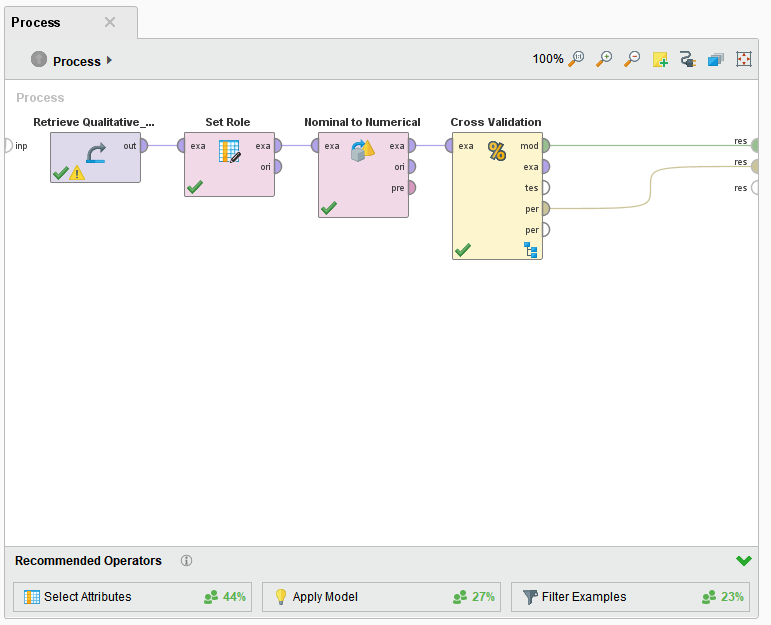 Process
Process
100%
Process
Retrieve Qualitative_...
Set Role
Nominal to Numerical
Cross Validation
inp
out
exa
exa
exa
exa
exa
mod
res
ori
ori
exa
res
pre
tes
res
per
per
Recommended Operators
Select Attributes 44%
Apply Model 27%
Filter Examples 23%